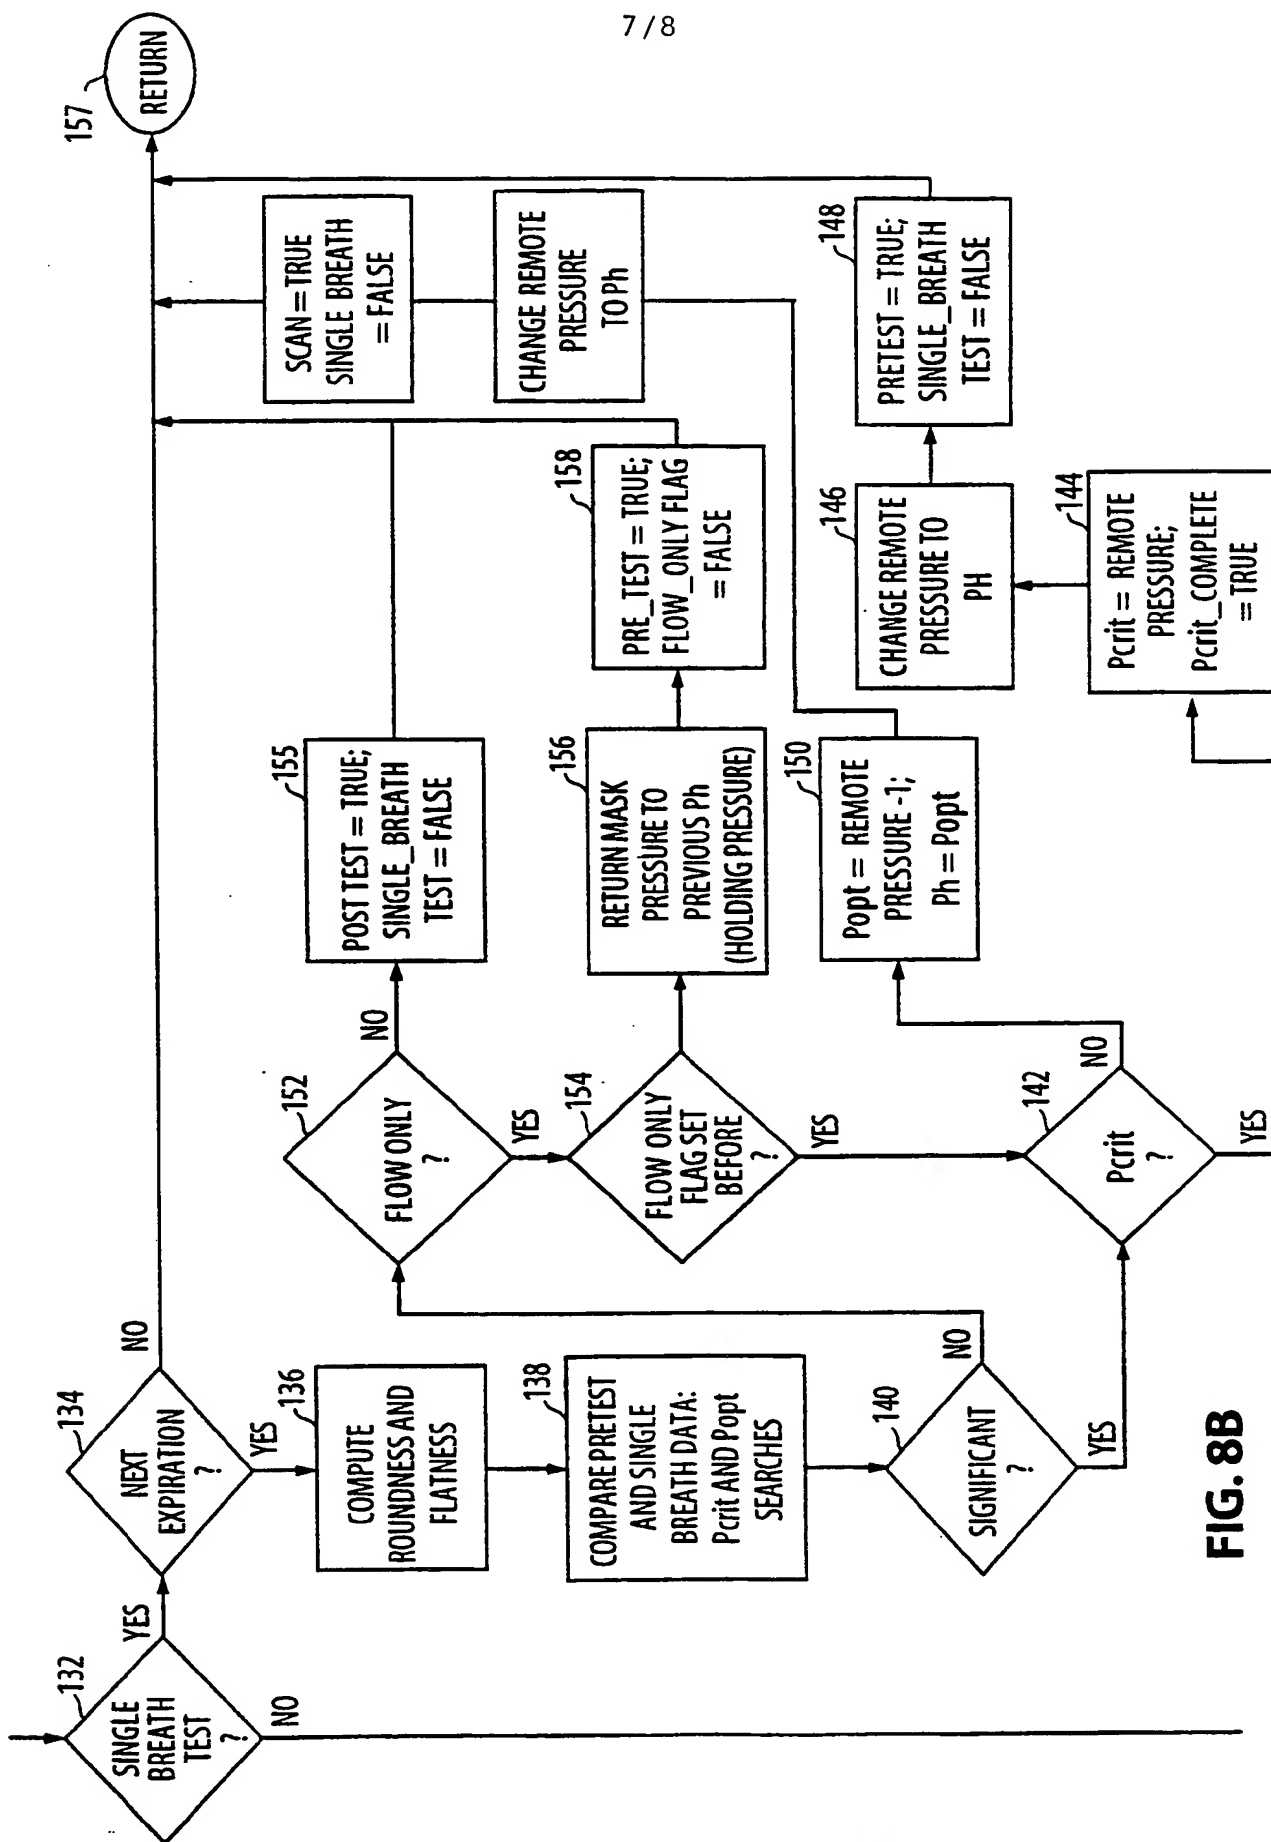 7/8
132
SINGLE
BREATH
TEST
?
YES
NO
134
NEXT
EXPIRATION
?
NO
YES
157
RETURN
136
COMPUTE
ROUNDNESS AND
FLATNESS
138
COMPARE PRETEST
AND SINGLE
BREATH DATA:
Pcrit AND Popt
SEARCHES
140
SIGNIFICANT
?
NO
YES
152
FLOW ONLY
?
NO
YES
155
POST TEST = TRUE;
SINGLE_BREATH
TEST = FALSE
154
FLOW ONLY
FLAG SET
BEFORE
?
YES
156
RETURN MASK
PRESSURE TO
PREVIOUS Ph
(HOLDING PRESSURE)
158
PRE_TEST = TRUE;
FLOW_ONLY FLAG
= FALSE
SCAN = TRUE
SINGLE BREATH
= FALSE
CHANGE REMOTE
PRESSURE
TO Ph
142
Pcrit
?
NO
YES
150
Popt = REMOTE
PRESSURE -1;
Ph = Popt
144
Pcrit = REMOTE
PRESSURE;
Pcrit_COMPLETE
= TRUE
146
CHANGE REMOTE
PRESSURE TO
PH
148
PRETEST = TRUE;
SINGLE_BREATH
TEST = FALSE
FIG. 8B